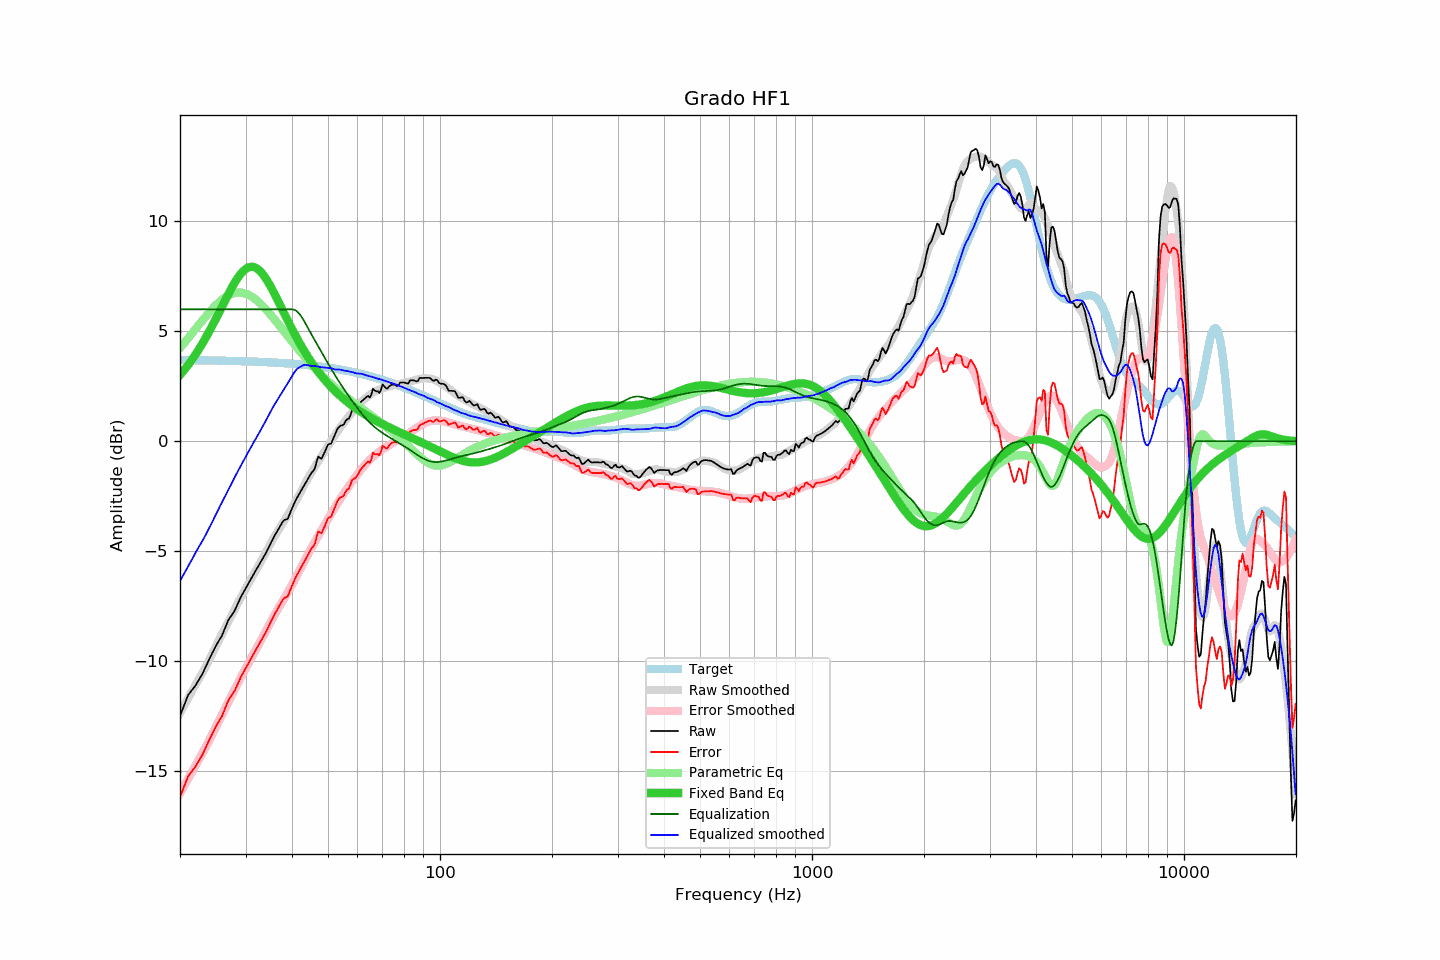 Grado HF1
Amplitude (dBr)
10
5
0
−5
−10
−15
Target
Raw Smoothed
Error Smoothed
Raw
Error
Parametric Eq
Fixed Band Eq
Equalization
Equalized smoothed
100
1000
10000
Frequency (Hz)